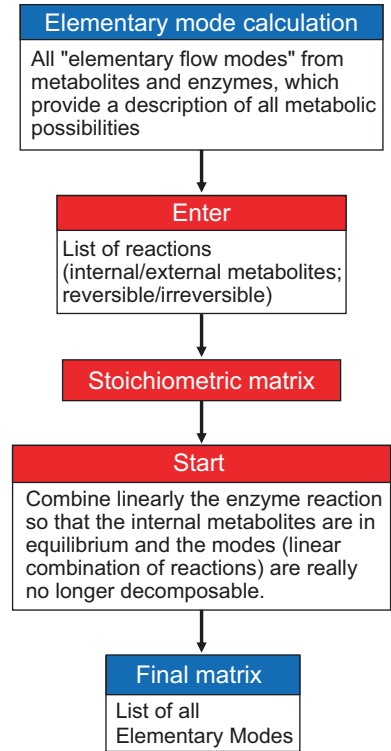 Elementary mode calculation
All "elementary flow modes" from
metabolites and enzymes, which
provide a description of all metabolic
possibilities
Enter
List of reactions
(internal/external metabolites;
reversible/irreversible)
Stoichiometric matrix
Start
Combine linearly the enzyme reaction
so that the internal metabolites are in
equilibrium and the modes (linear
combination of reactions) are really
no longer decomposable.
Final matrix
List of all
Elementary Modes